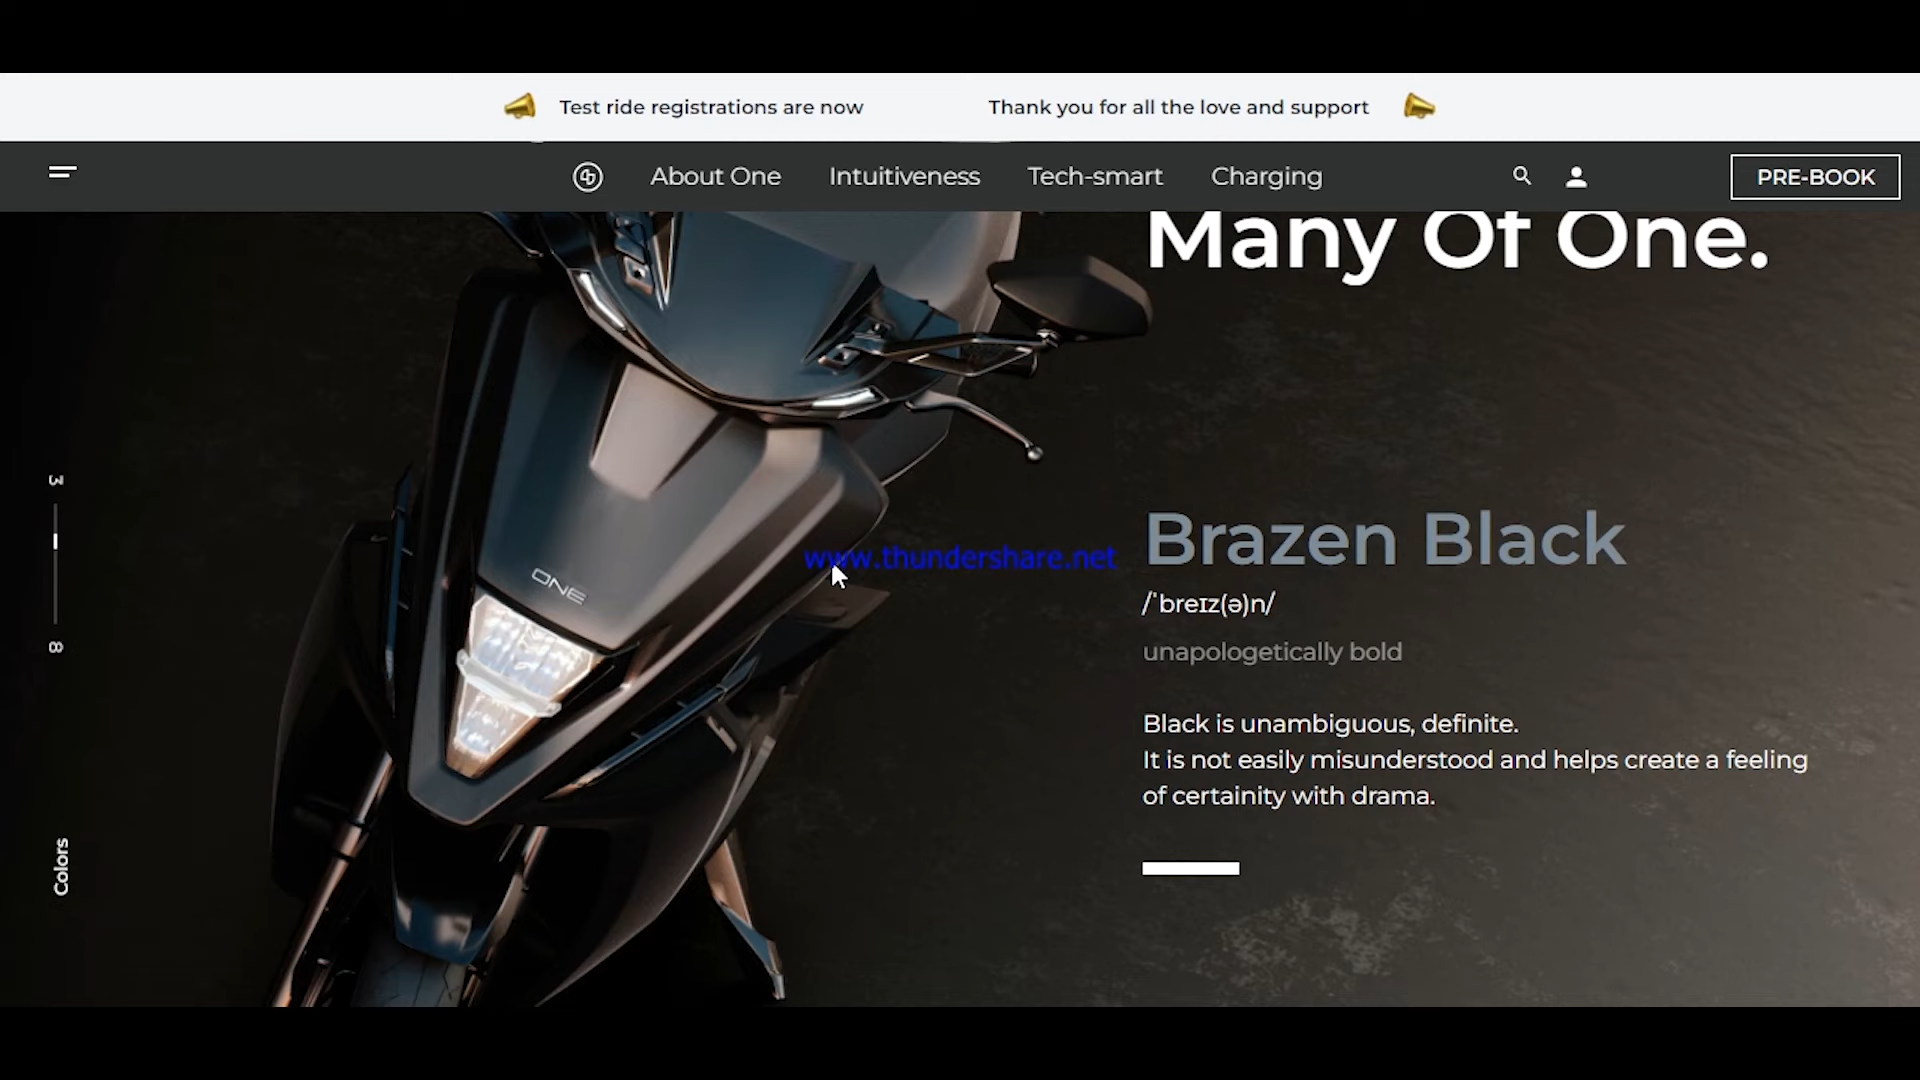 Test ride registrations are now
Thank you for all the love and support
About One
Intuitiveness
Tech-smart
Charging
PRE-BOOK
Many Of One.
3
8
Colors
ONE
www.thundershare.net
Brazen Black
/ˈbreɪz(ə)n/
unapologetically bold
Black is unambiguous, definite.
It is not easily misunderstood and helps create a feeling
of certainity with drama.